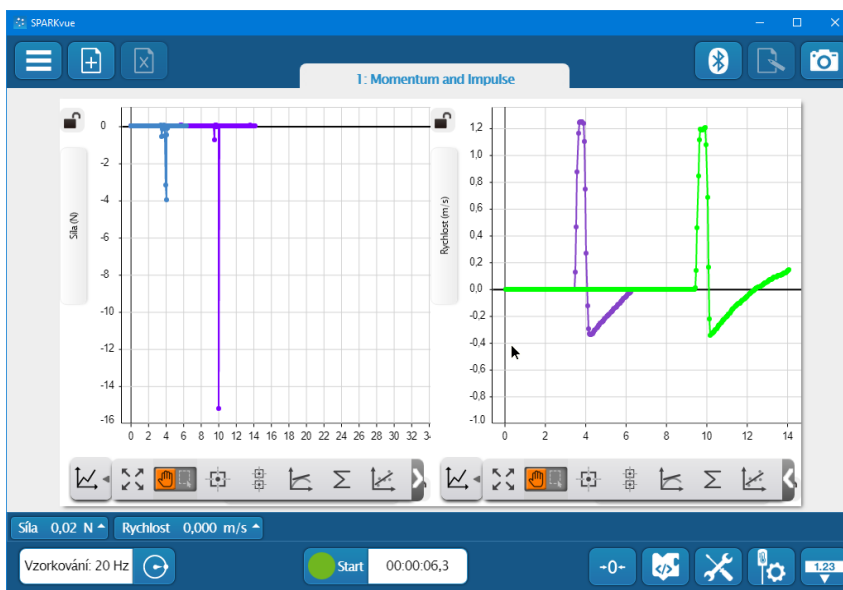 SPARKvue
1: Momentum and Impulse
Síla (N)
0
-2
-4
-6
-8
-10
-12
-14
-16
0 2 4 6 8 10 12 14 16 18 20 22 24 26 28 30 32
Rychlost (m/s)
1,2
1,0
0,8
0,6
0,4
0,2
0,0
-0,2
-0,4
-0,6
-0,8
-1.0
0 2 4 6 8 10 12 14
Síla 0,02 N Rychlost 0,000 m/s
Vzorkování: 20 Hz
Start
00:00:06,3
→0←
1.23